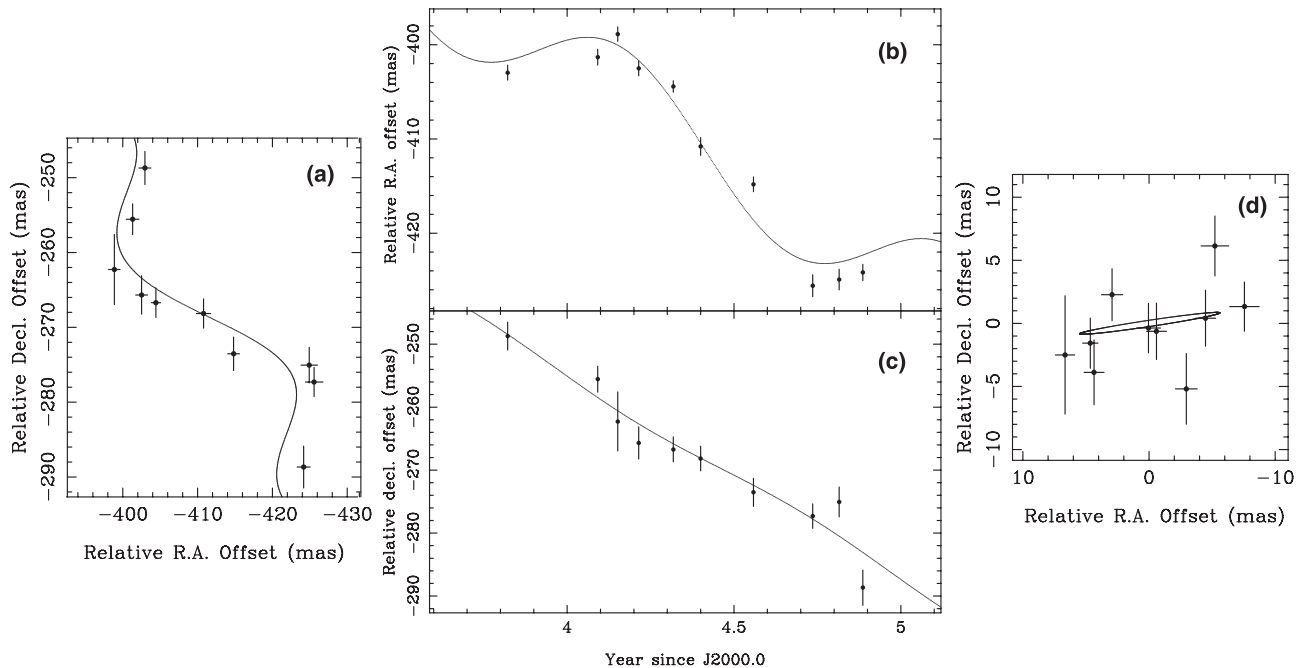 (a)
Relative Decl. Offset (mas)
-250
-260
-270
-280
-290
-400 -410 -420 -430
Relative R.A. Offset (mas)
(b)
Relative R.A. offset (mas)
-400
-410
-420
(c)
Relative decl. offset (mas)
-250
-260
-270
-280
-290
4 4.5 5
Year since J2000.0
(d)
Relative Decl. Offset (mas)
10
5
0
-5
-10
10 5 0 -5 -10
Relative R.A. Offset (mas)